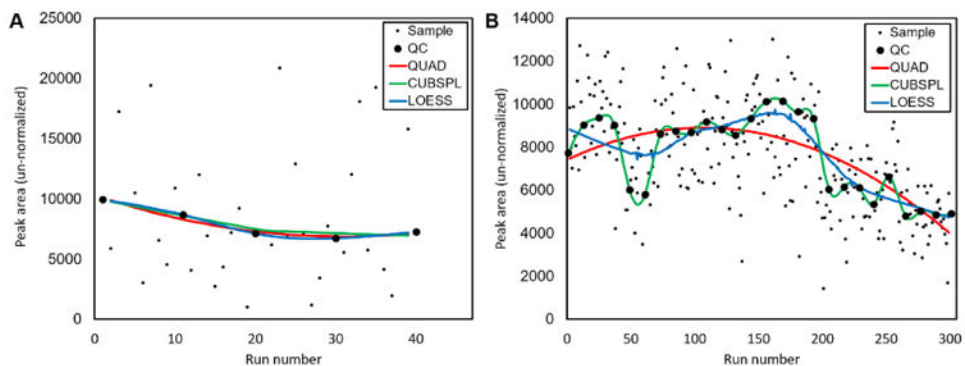 A
25000
20000
15000
10000
5000
0
Peak area (un-normalized)
0 10 20 30 40
Run number
Sample
QC
QUAD
CUBSPL
LOESS
B
14000
12000
10000
8000
6000
4000
2000
0
Peak area (un-normalized)
0 50 100 150 200 250 300
Run number
Sample
QC
QUAD
CUBSPL
LOESS